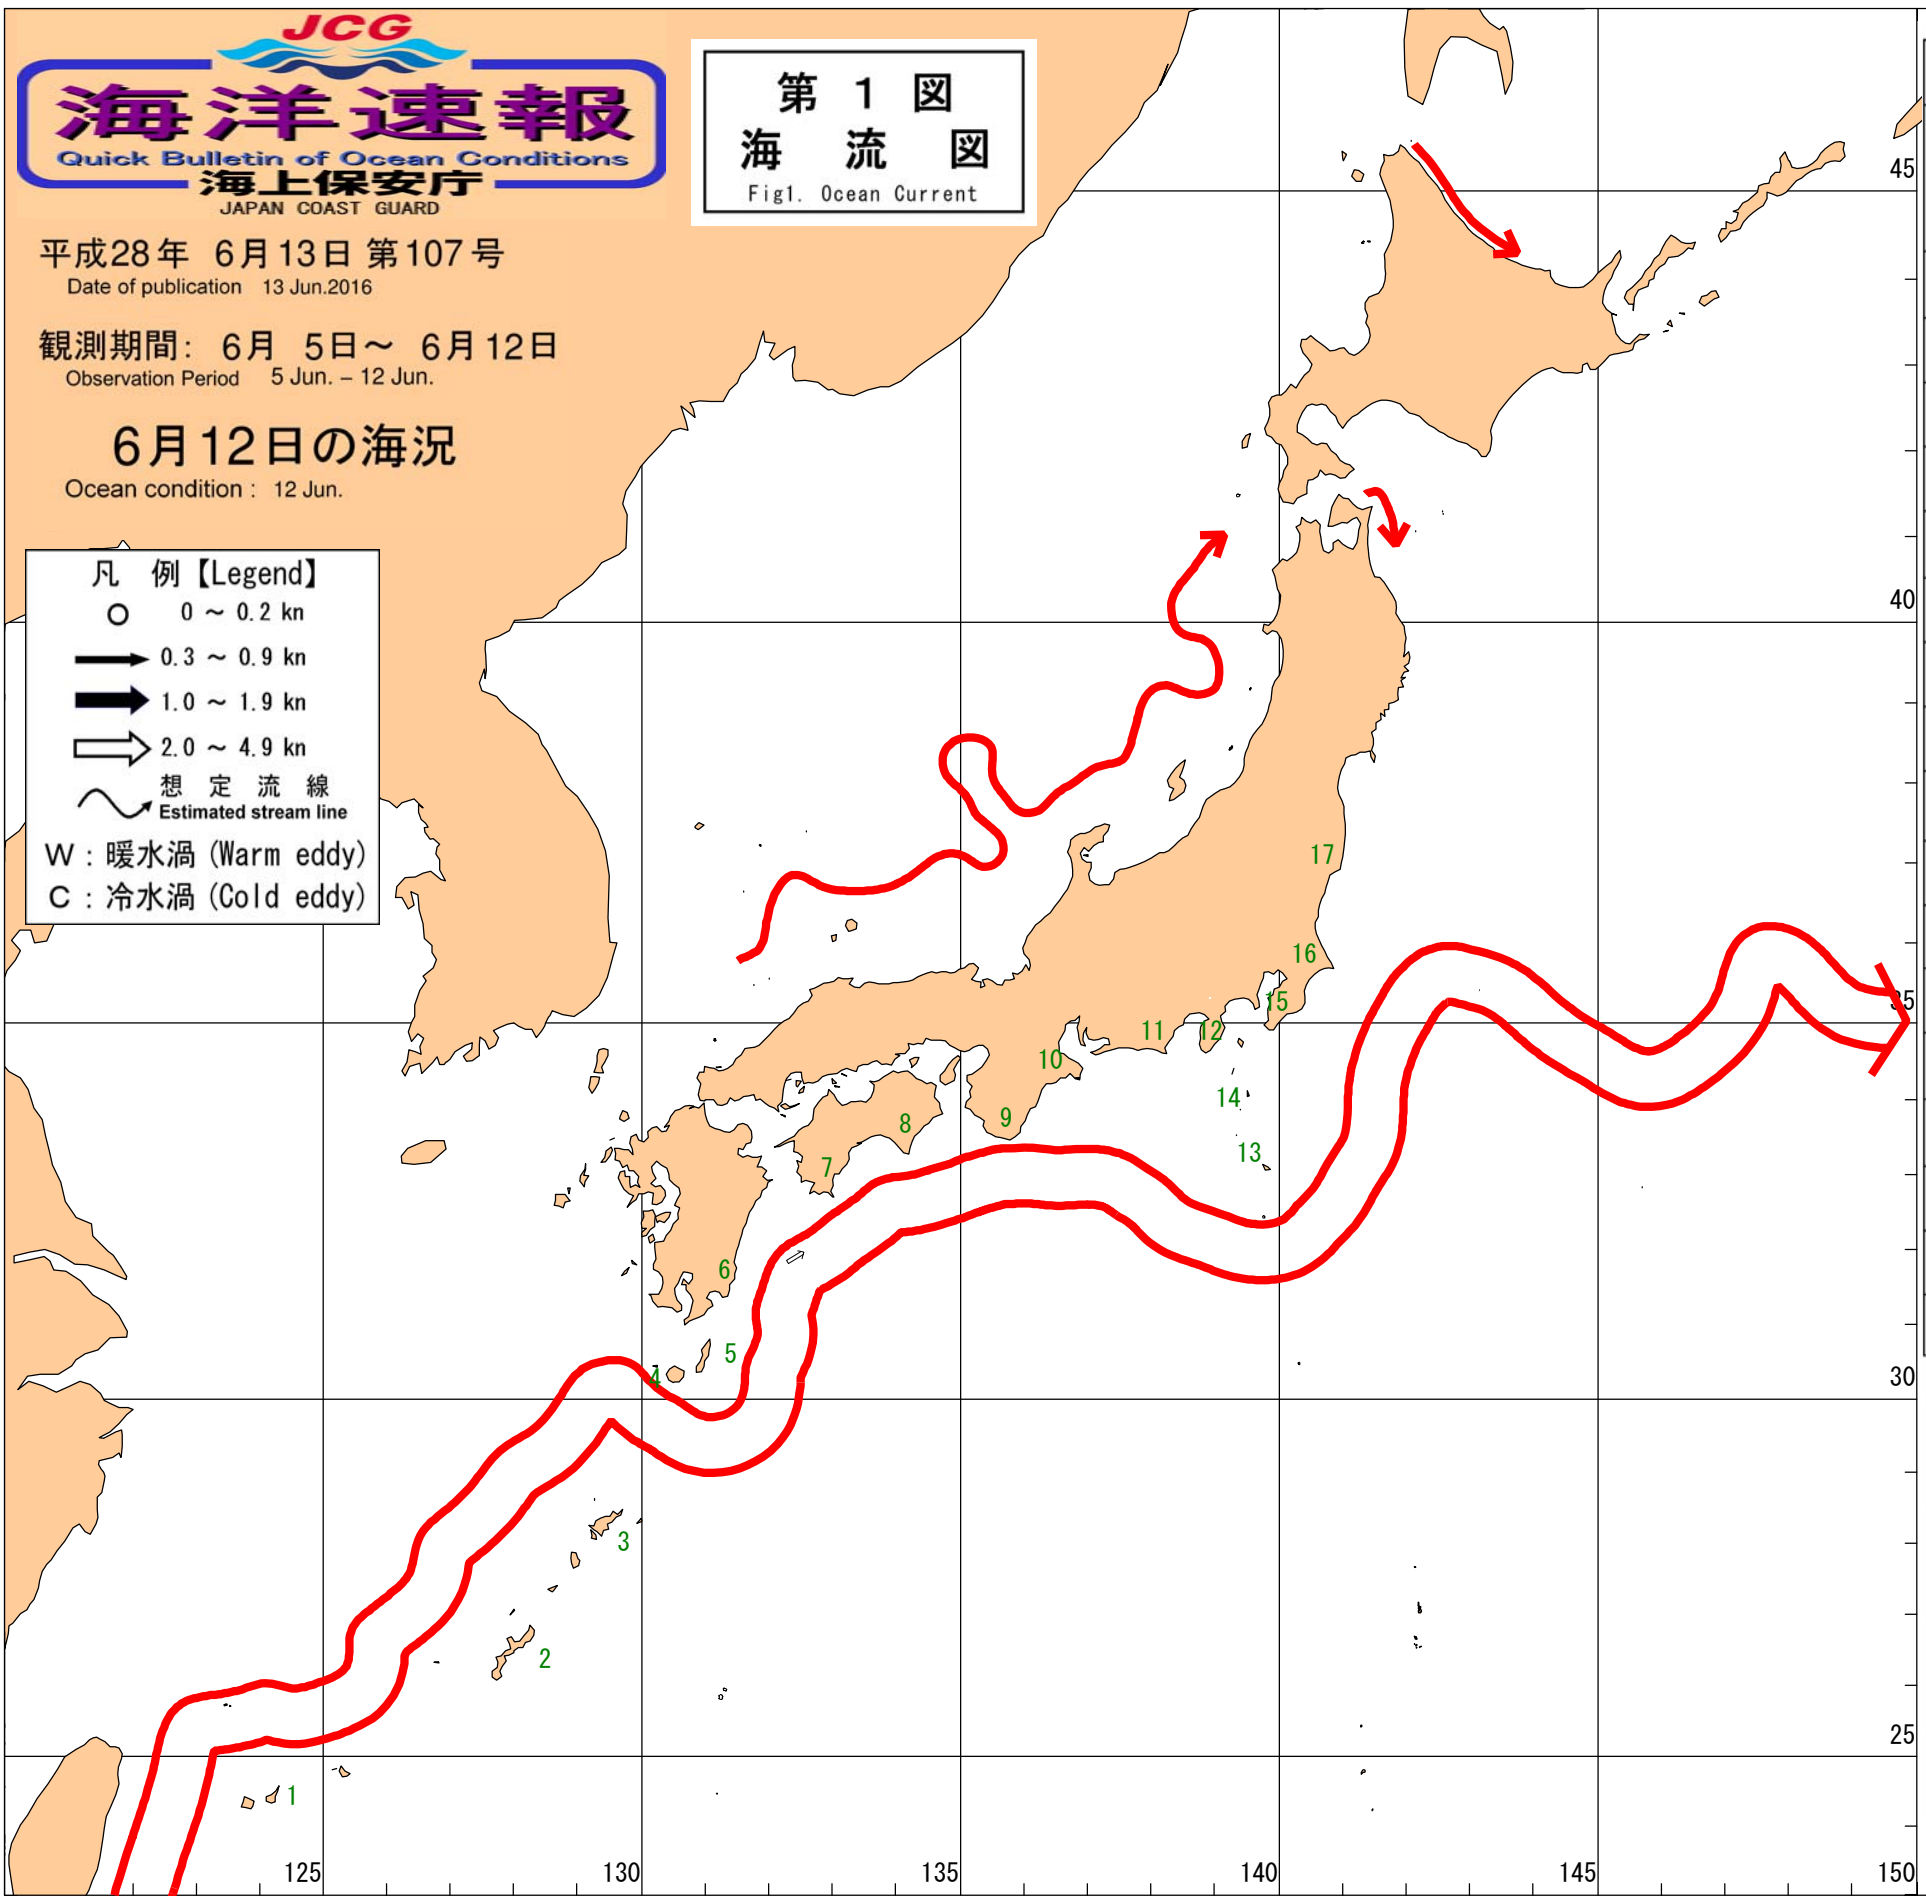 JCG
海洋速報
Quick Bulletin of Ocean Conditions
海上保安庁
JAPAN COAST GUARD
平成28年 6月13日 第107号
Date of publication 13 Jun.2016
観測期間: 6月 5日～ 6月12日
Observation Period 5 Jun. – 12 Jun.
6月12日の海況
Ocean condition : 12 Jun.
第 1 図
海 流 図
Fig1. Ocean Current
凡 例【Legend】
0 ～ 0.2 kn
0.3 ～ 0.9 kn
1.0 ～ 1.9 kn
2.0 ～ 4.9 kn
想 定 流 線
Estimated stream line
W : 暖水渦 (Warm eddy)
C : 冷水渦 (Cold eddy)
45
40
35
30
25
17
16
15
12
11
10
14
9
8
13
7
6
5
4
3
2
1
125
130
135
140
145
150